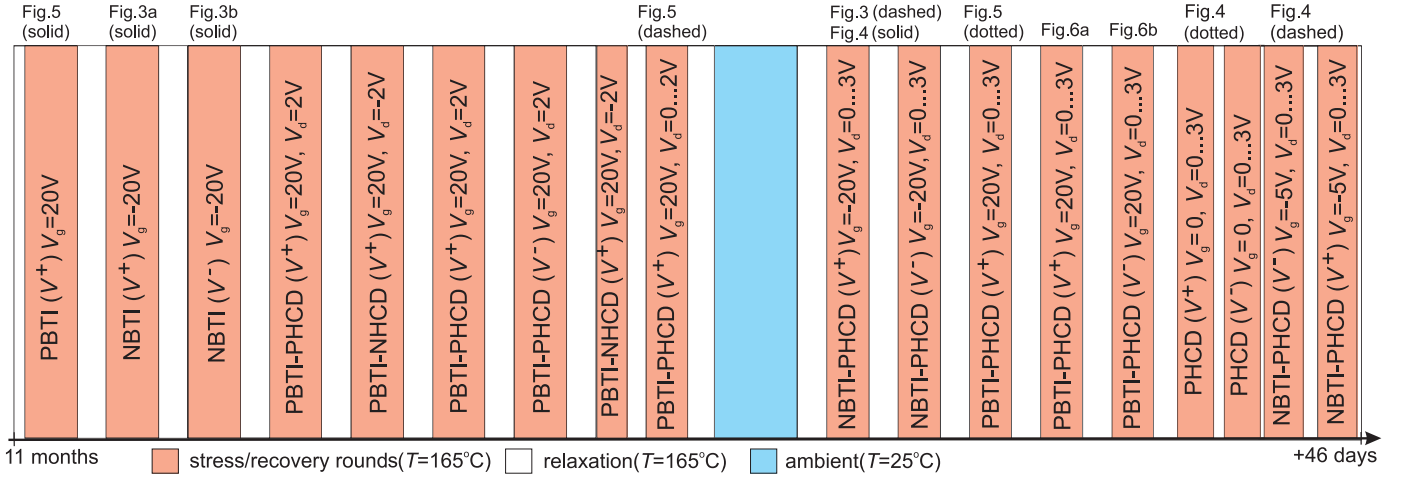 Fig.5
(solid)
Fig.3a
(solid)
Fig.3b
(solid)
Fig.5
(dashed)
Fig.3 (dashed)
Fig.4 (solid)
Fig.5
(dotted)
Fig.6a
Fig.6b
Fig.4
(dotted)
Fig.4
(dashed)
PBTI (V⁺) Vg=20V
NBTI (V⁺) Vg=-20V
NBTI (V⁻) Vg=-20V
PBTI-PHCD (V⁺) Vg=20V, Vd=2V
PBTI-NHCD (V⁺) Vg=20V, Vd=-2V
PBTI-PHCD (V⁺) Vg=20V, Vd=2V
PBTI-PHCD (V⁻) Vg=20V, Vd=2V
PBTI-NHCD (V⁺) Vg=20V, Vd=-2V
PBTI-PHCD (V⁺) Vg=20V, Vd=0...2V
NBTI-PHCD (V⁺)Vg=-20V, Vd=0...3V
NBTI-PHCD (V⁻) Vg=-20V, Vd=0...3V
PBTI-PHCD (V⁺) Vg=20V, Vd=0...3V
PBTI-PHCD (V⁺) Vg=20V, Vd=0...3V
PBTI-PHCD (V⁻) Vg=20V, Vd=0...3V
PHCD (V⁺) Vg=0, Vd=0...3V
PHCD (V⁻) Vg=0, Vd=0...3V
NBTI-PHCD (V⁻) Vg=-5V, Vd=0...3V
NBTI-PHCD (V⁺) Vg=-5V, Vd=0...3V
11 months
+46 days
stress/recovery rounds(T=165°C)
relaxation(T=165°C)
ambient(T=25°C)